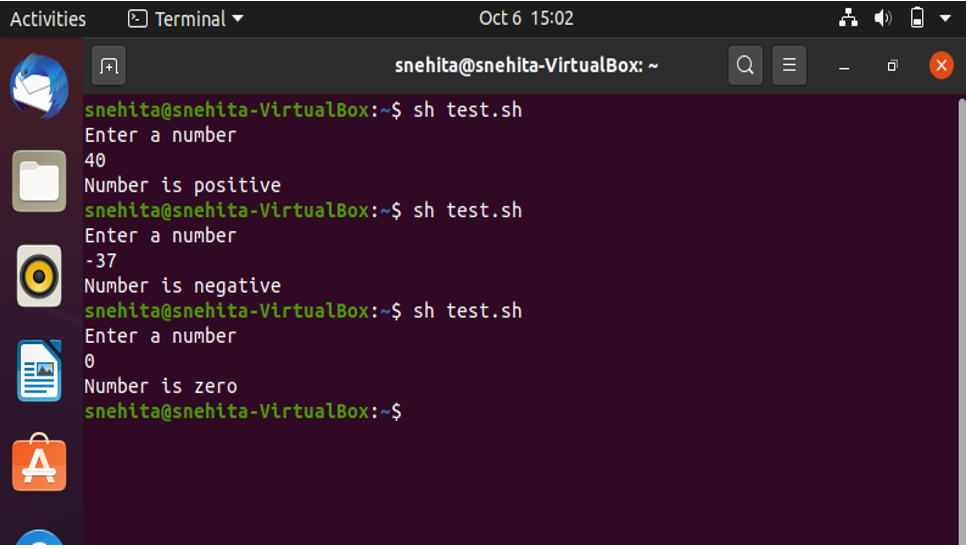 Activities Terminal Oct 6 15:02
snehita@snehita-VirtualBox: ~
snehita@snehita-VirtualBox:~$ sh test.sh
Enter a number
40
Number is positive
snehita@snehita-VirtualBox:~$ sh test.sh
Enter a number
-37
Number is negative
snehita@snehita-VirtualBox:~$ sh test.sh
Enter a number
0
Number is zero
snehita@snehita-VirtualBox:~$